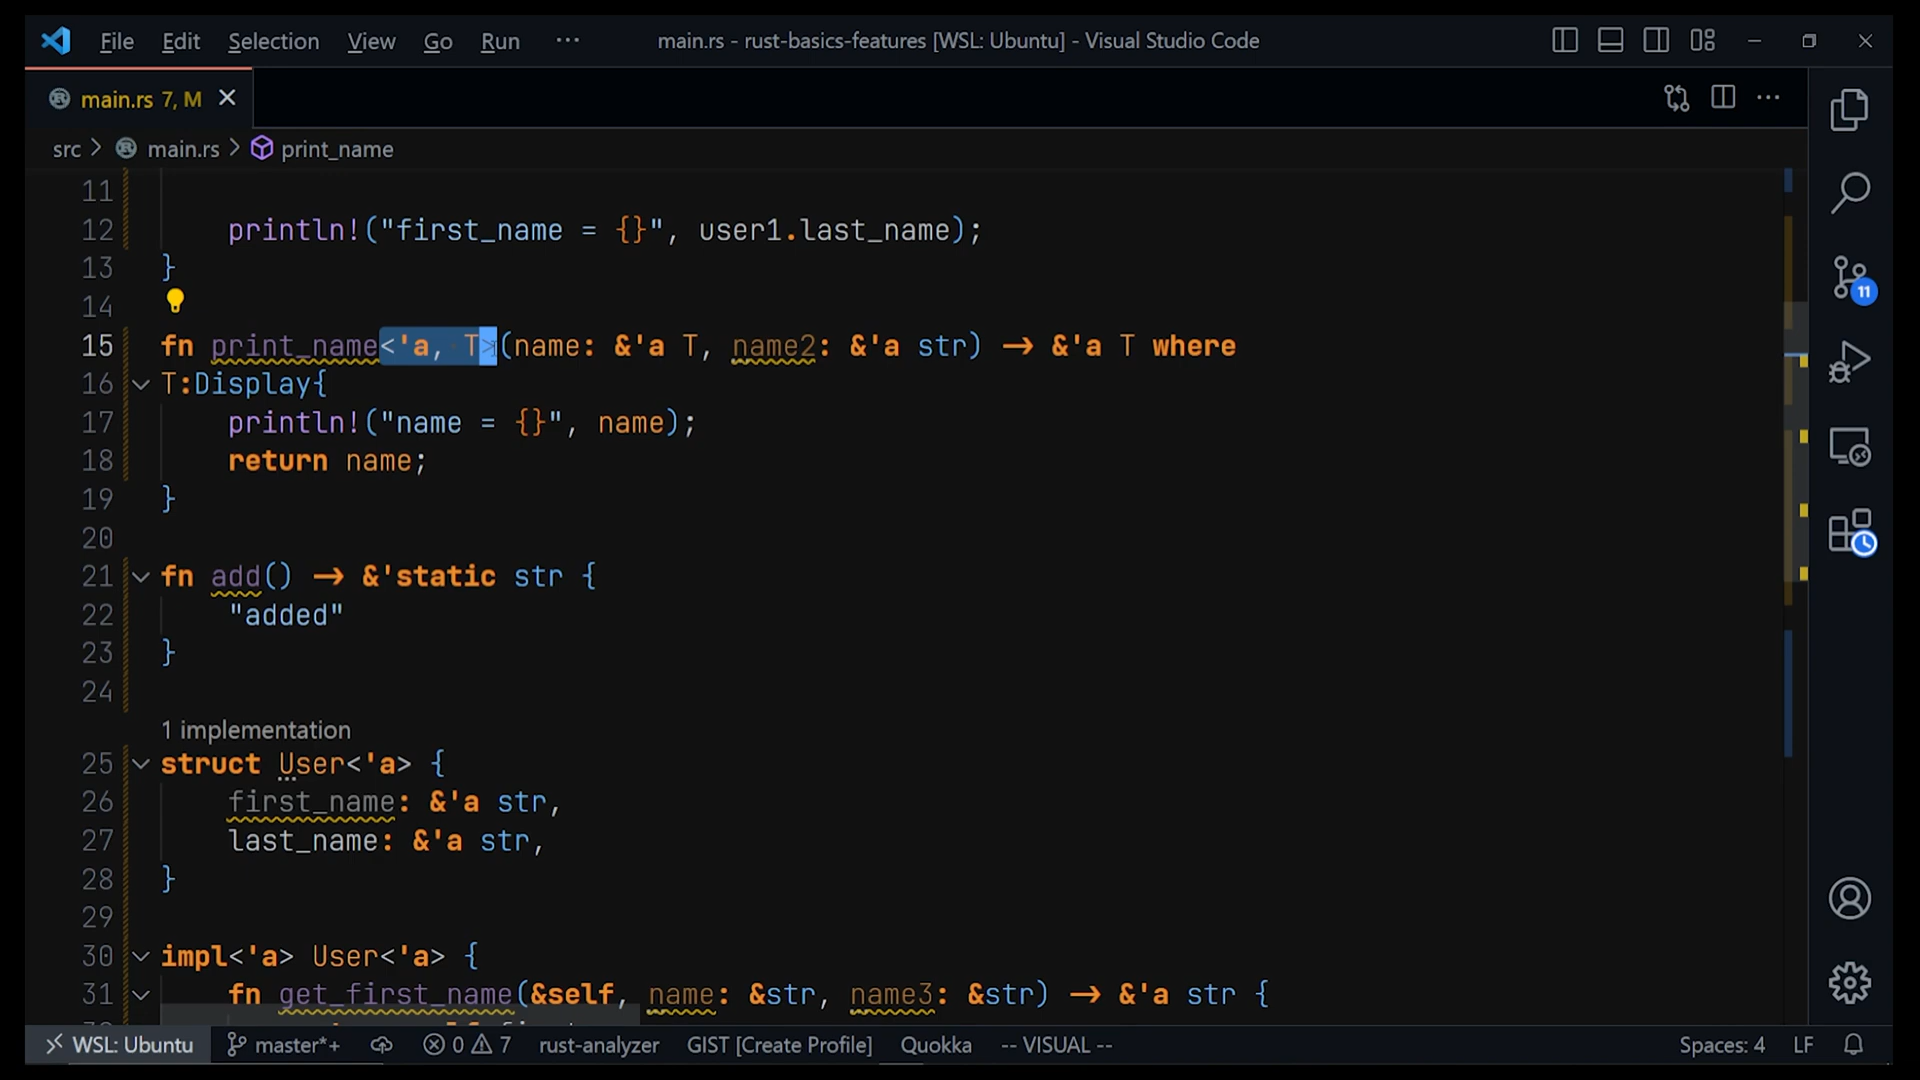 File Edit Selection View Go Run ··· main.rs - rust-basics-features [WSL: Ubuntu] - Visual Studio Code
main.rs 7, M
src > main.rs > print_name
11
12 println!("first_name = {}", user1.last_name);
13 }
14
15 fn print_name<'a, T>(name: &'a T, name2: &'a str) → &'a T where
16 T:Display{
17 println!("name = {}", name);
18 return name;
19 }
20
21 fn add() → &'static str {
22 "added"
23 }
24
1 implementation
25 struct User<'a> {
26 first_name: &'a str,
27 last_name: &'a str,
28 }
29
30 impl<'a> User<'a> {
31 fn get_first_name(&self, name: &str, name3: &str) → &'a str {
11
WSL: Ubuntu master*+ 0 7 rust-analyzer GIST [Create Profile] Quokka -- VISUAL -- Spaces: 4 LF